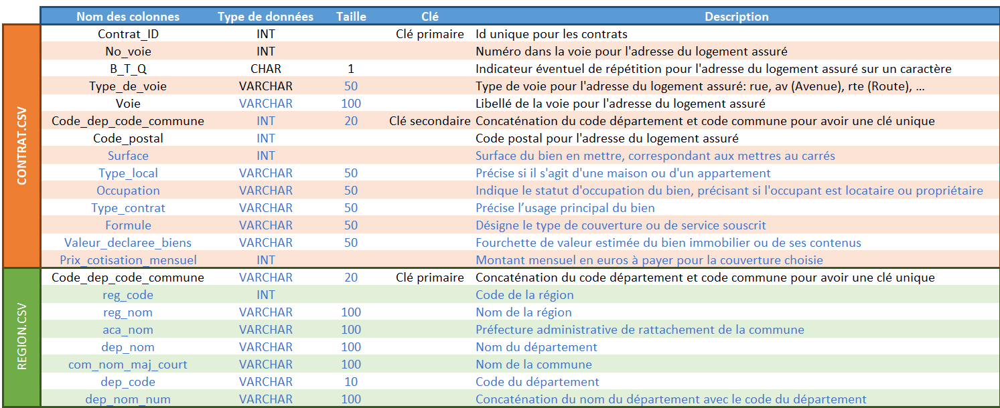 Nom des colonnes Type de données Taille Clé Description
CONTRAT.CSV
Contrat_ID INT Clé primaire Id unique pour les contrats
No_voie INT Numéro dans la voie pour l'adresse du logement assuré
B_T_Q CHAR 1 Indicateur éventuel de répétition pour l'adresse du logement assuré sur un caractère
Type_de_voie VARCHAR 50 Type de voie pour l'adresse du logement assuré: rue, av (Avenue), rte (Route), ...
Voie VARCHAR 100 Libellé de la voie pour l'adresse du logement assuré
Code_dep_code_commune INT 20 Clé secondaire Concaténation du code département et code commune pour avoir une clé unique
Code_postal INT Code postal pour l'adresse du logement assuré
Surface INT Surface du bien en mettre, correspondant aux mettres au carrés
Type_local VARCHAR 50 Précise si il s'agit d'une maison ou d'un appartement
Occupation VARCHAR 50 Indique le statut d'occupation du bien, précisant si l'occupant est locataire ou propriétaire
Type_contrat VARCHAR 50 Précise l’usage principal du bien
Formule VARCHAR 50 Désigne le type de couverture ou de service souscrit
Valeur_declaree_biens VARCHAR 50 Fourchette de valeur estimée du bien immobilier ou de ses contenus
Prix_cotisation_mensuel INT Montant mensuel en euros à payer pour la couverture choisie
REGION.CSV
Code_dep_code_commune VARCHAR 20 Clé primaire Concaténation du code département et code commune pour avoir une clé unique
reg_code INT Code de la région
reg_nom VARCHAR 100 Nom de la région
aca_nom VARCHAR 100 Préfecture administrative de rattachement de la commune
dep_nom VARCHAR 100 Nom du département
com_nom_maj_court VARCHAR 100 Nom de la commune
dep_code VARCHAR 10 Code du département
dep_nom_num VARCHAR 100 Concaténation du nom du département avec le code du département